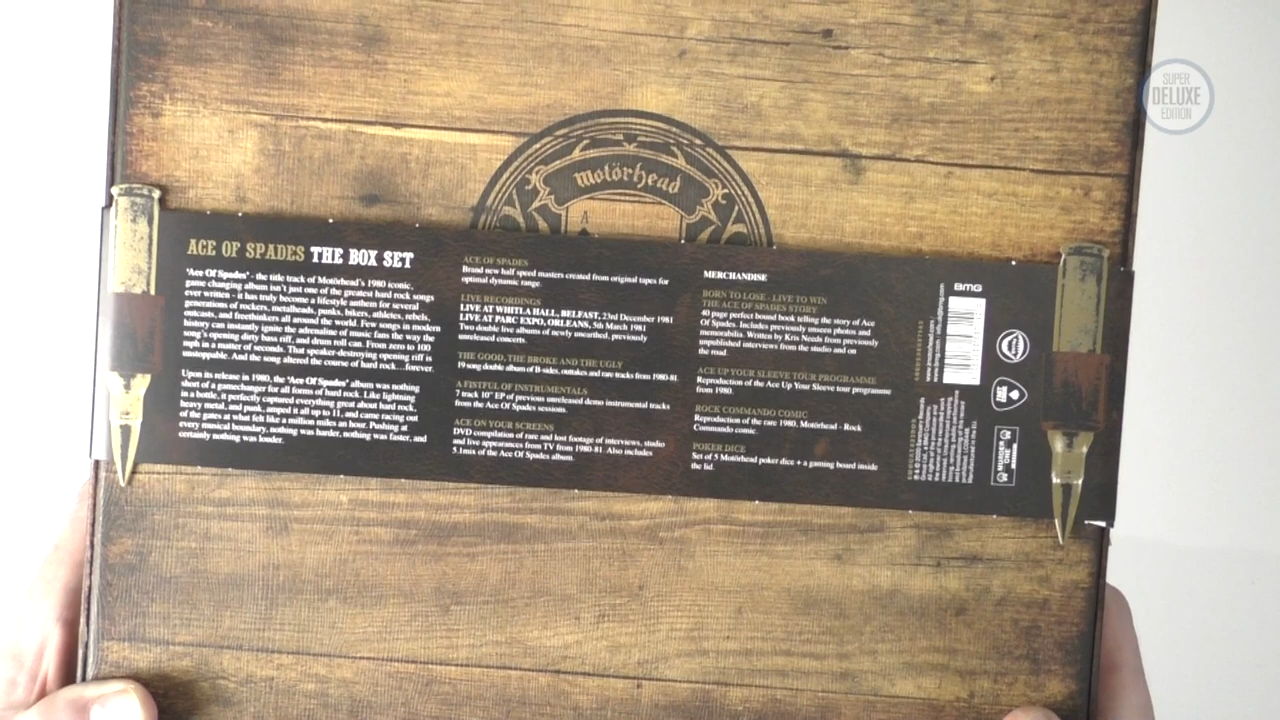 SUPER
DELUXE
EDITION
motörhead
A
ACE OF SPADES THE BOX SET
'Ace Of Spades' - the title track of Motörhead's 1980 iconic,
game changing album isn't just one of the greatest hard rock songs
ever written - it has truly become a lifestyle anthem for several
generations of rockers, metalheads, punks, bikers, athletes, rebels,
outcasts, and freethinkers all around the world. Few songs in modern
history can instantly ignite the adrenaline of music fans the way the
song's opening dirty bass riff, and drum roll can. From zero to 100
mph in a matter of seconds. That speaker-destroying opening riff is
unstoppable. And the song altered the course of hard rock....forever.
Upon its release in 1980, the 'Ace Of Spades' album was nothing
short of a gamechanger for all forms of hard rock. Like lightning
in a bottle, it perfectly captured everything great about hard rock,
heavy metal, and punk, amped it all up to 11, and came racing out
of the gates at what felt like a million miles an hour. Pushing at
every musical boundary, nothing was harder, nothing was faster, and
certainly nothing was louder.
ACE OF SPADES
Brand new half speed masters created from original tapes for
optimal dynamic range.
LIVE RECORDINGS
LIVE AT WHITLA HALL, BELFAST, 23rd December 1981
LIVE AT PARC EXPO, ORLEANS, 5th March 1981
Two double live albums of newly unearthed, previously
unreleased concerts.
THE GOOD, THE BROKE AND THE UGLY
19 song double album of B-sides, outtakes and rare tracks from 1980-81.
A FISTFUL OF INSTRUMENTALS
7 track 10" EP of previous unreleased demo instrumental tracks
from the Ace Of Spades sessions.
ACE ON YOUR SCREENS
DVD compilation of rare and lost footage of interviews, studio
and live appearances from TV from 1980-81. Also includes
5.1mix of the Ace Of Spades album.
MERCHANDISE
BORN TO LOSE - LIVE TO WIN
THE ACE OF SPADES STORY
40 page perfect bound book telling the story of Ace
Of Spades. Includes previously unseen photos and
memorabilia. Written by Kris Needs from previously
unpublished interviews from the studio and on
the road.
ACE UP YOUR SLEEVE TOUR PROGRAMME
Reproduction of the Ace Up Your Sleeve tour programme
from 1980.
ROCK COMMANDO COMIC
Reproduction of the rare 1980, Motörhead - Rock
Commando comic.
POKER DICE
Set of 5 Motörhead poker dice + a gaming board inside
the lid.
BMG
www.imotorhead.com
www.bmg.com
Manufactured in the EU
MURDER
ONE